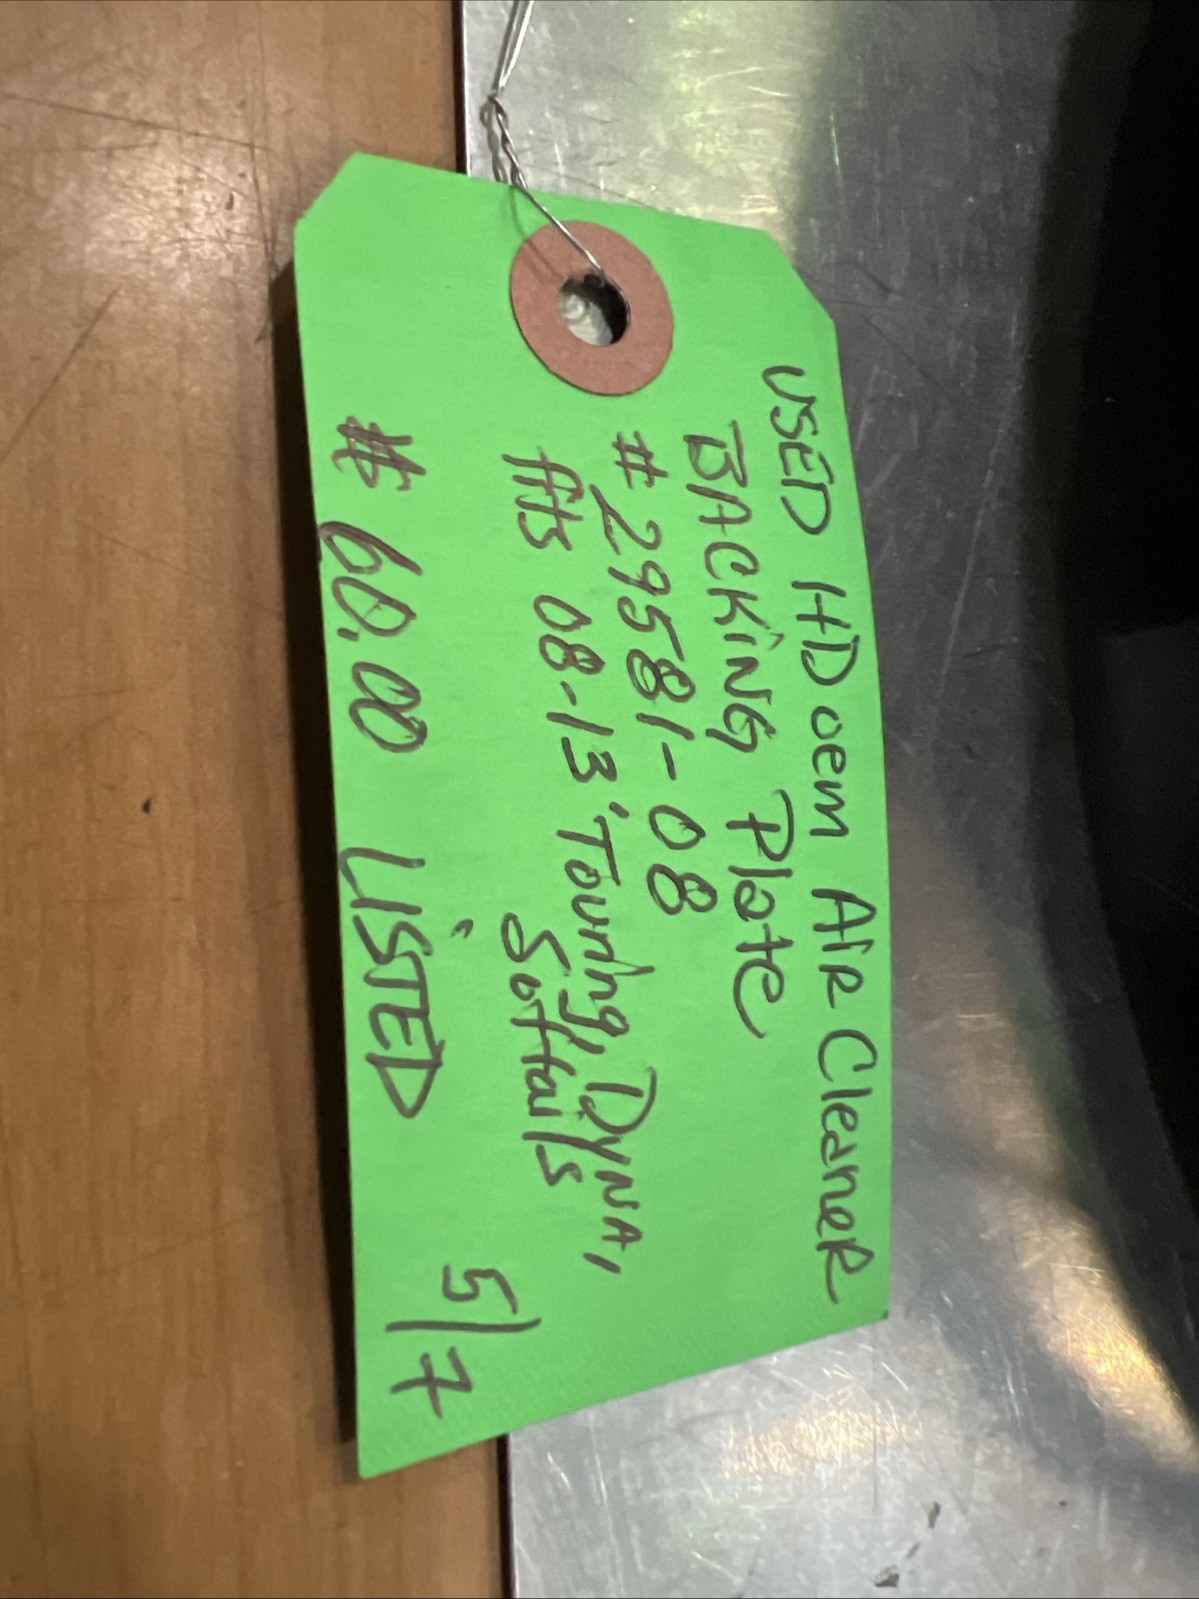 USED HD oem AiR CleaneR
BACKiNG Plate
# 29581-08
fits 08-13' Touring, DYNA,
Softails
$ 60.00 LiSTED 5/7